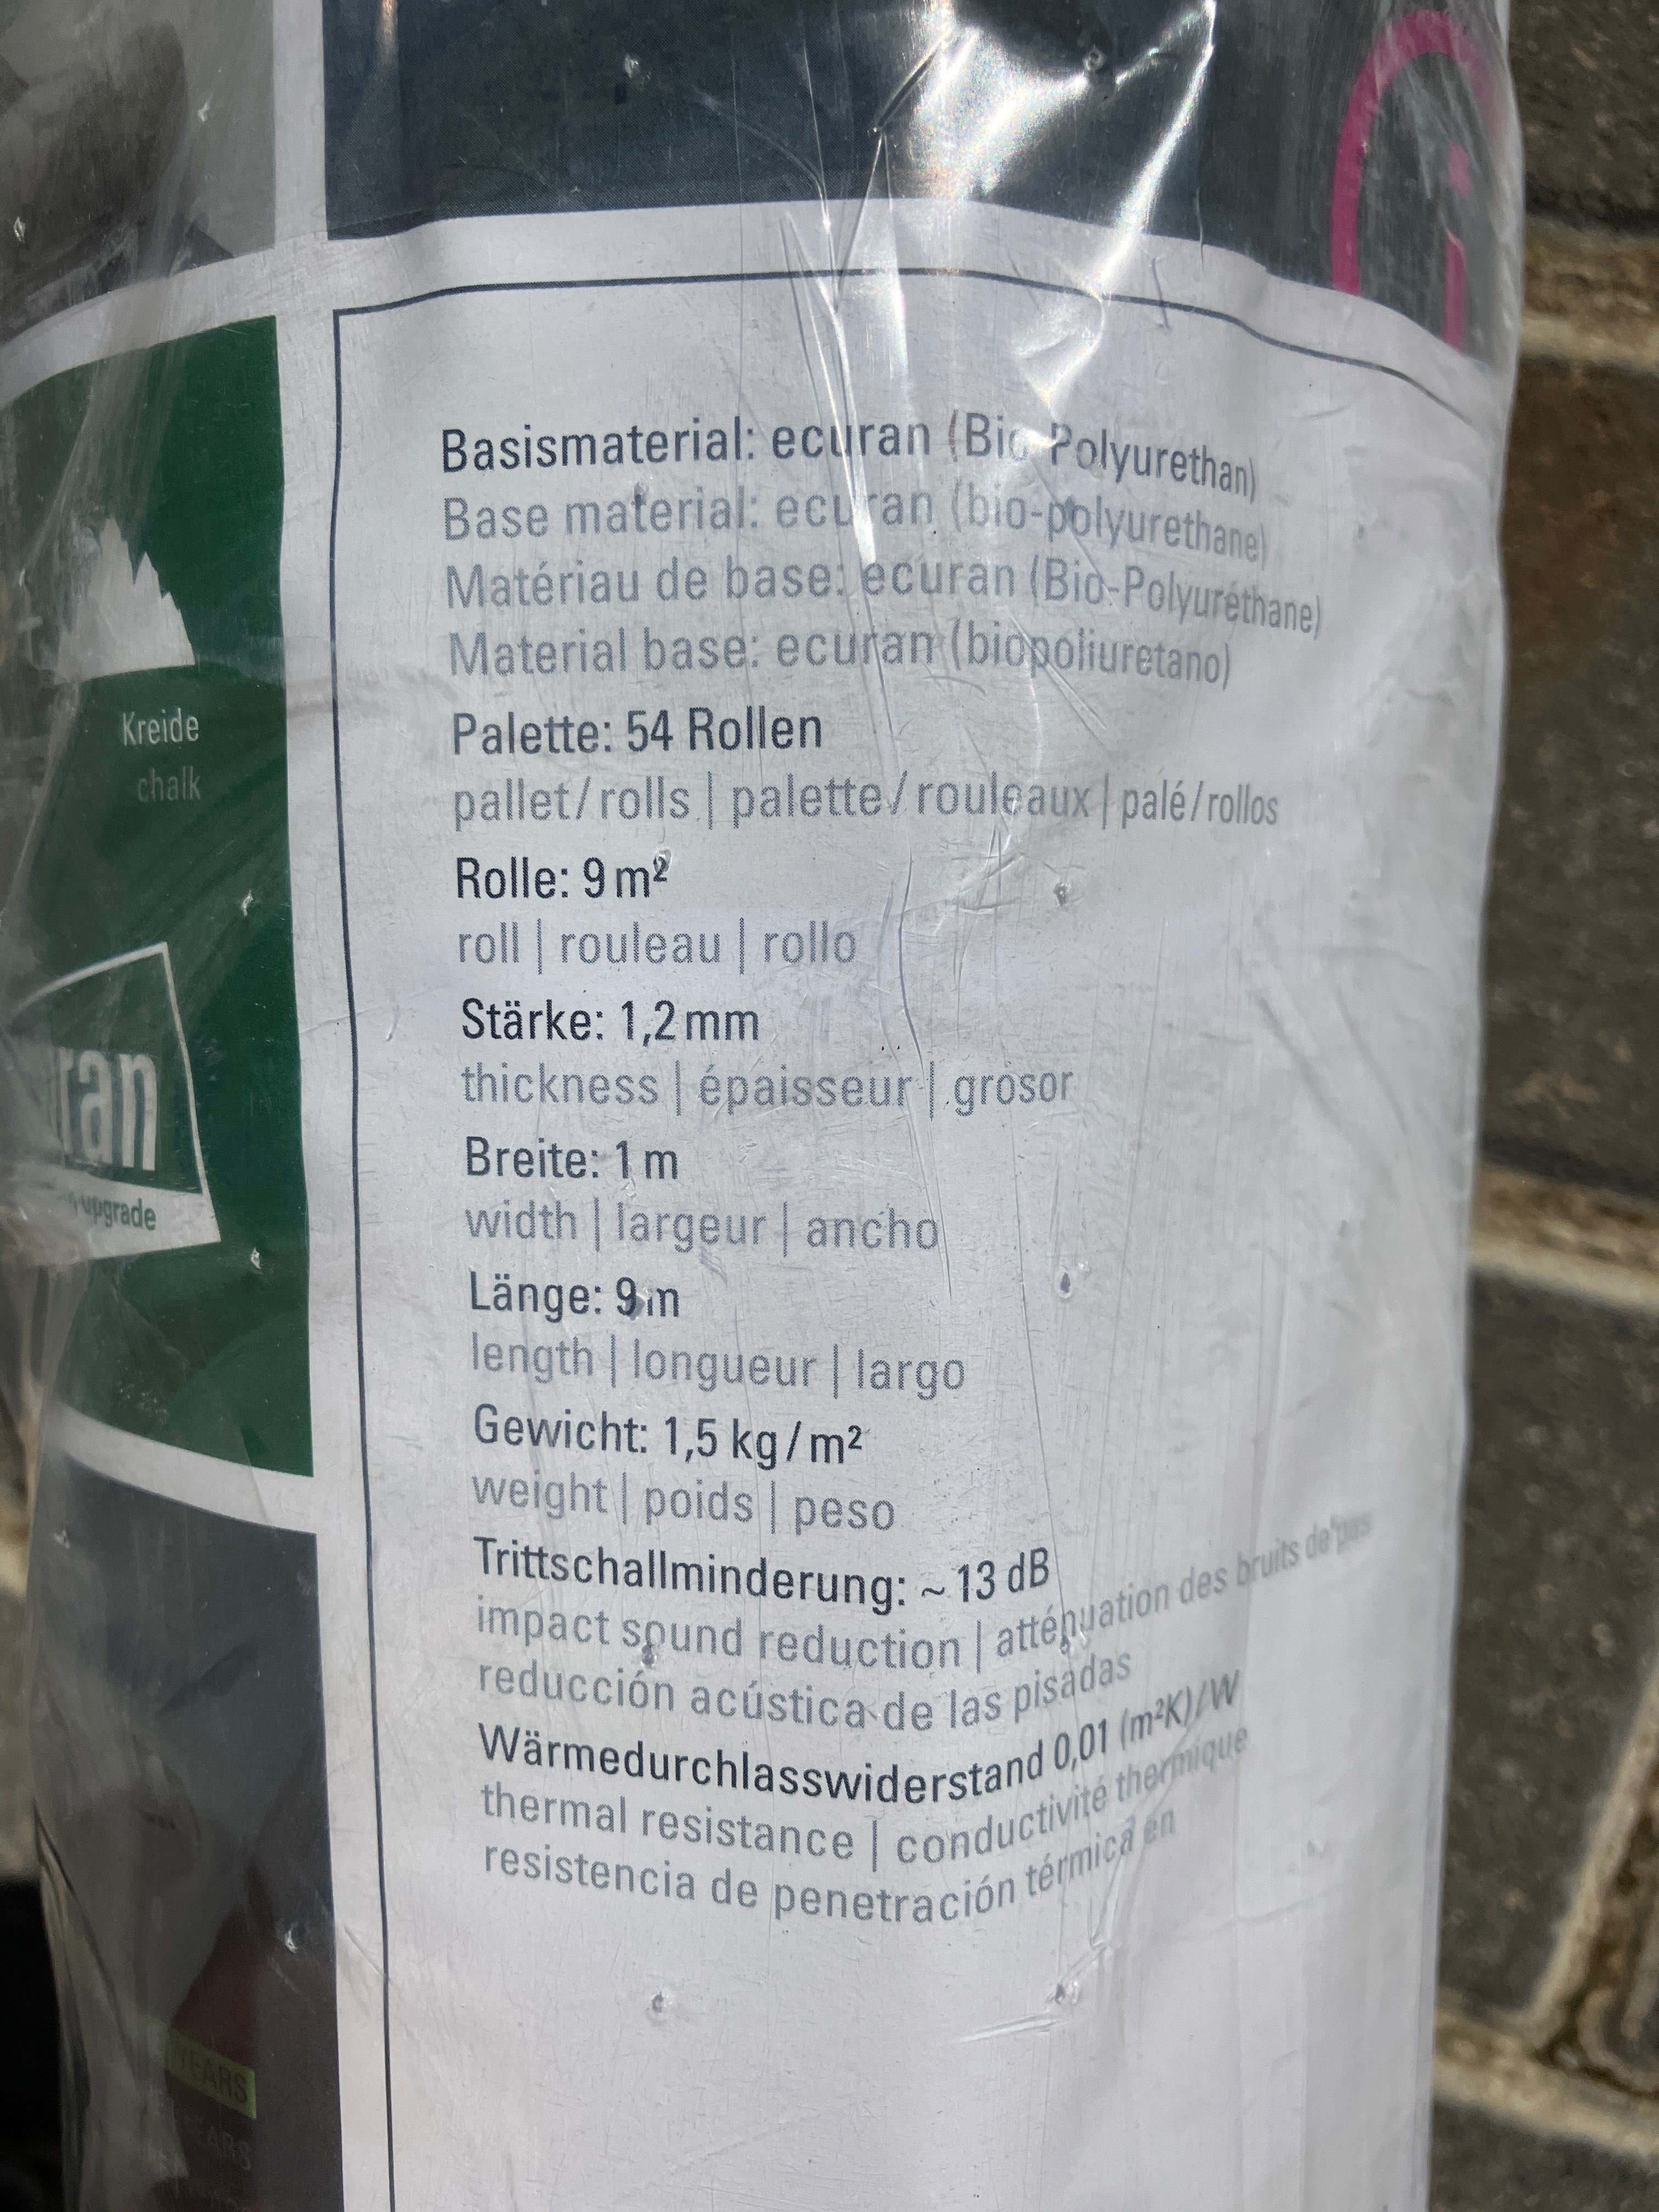 Basismaterial: ecuran (Bio-Polyurethan)
Base material: ecuran (bio-polyurethane)
Matériau de base: ecuran (Bio-Polyuréthane)
Material base: ecuran (biopoliuretano)
Palette: 54 Rollen
pallet/rolls | palette/rouleaux | palé/rollos
Rolle: 9 m²
roll | rouleau | rollo
Stärke: 1,2 mm
thickness | épaisseur | grosor
Breite: 1 m
width | largeur | ancho
Länge: 9 m
length | longueur | largo
Gewicht: 1,5 kg/m²
weight | poids | peso
Trittschallminderung: ~ 13 dB
impact sound reduction | atténuation des bruits de pas
reducción acústica de las pisadas
Wärmedurchlasswiderstand 0,01 (m²K)/W
thermal resistance | conductivité thermique
resistencia de penetración térmica en
Kreide
chalk
ran
upgrade